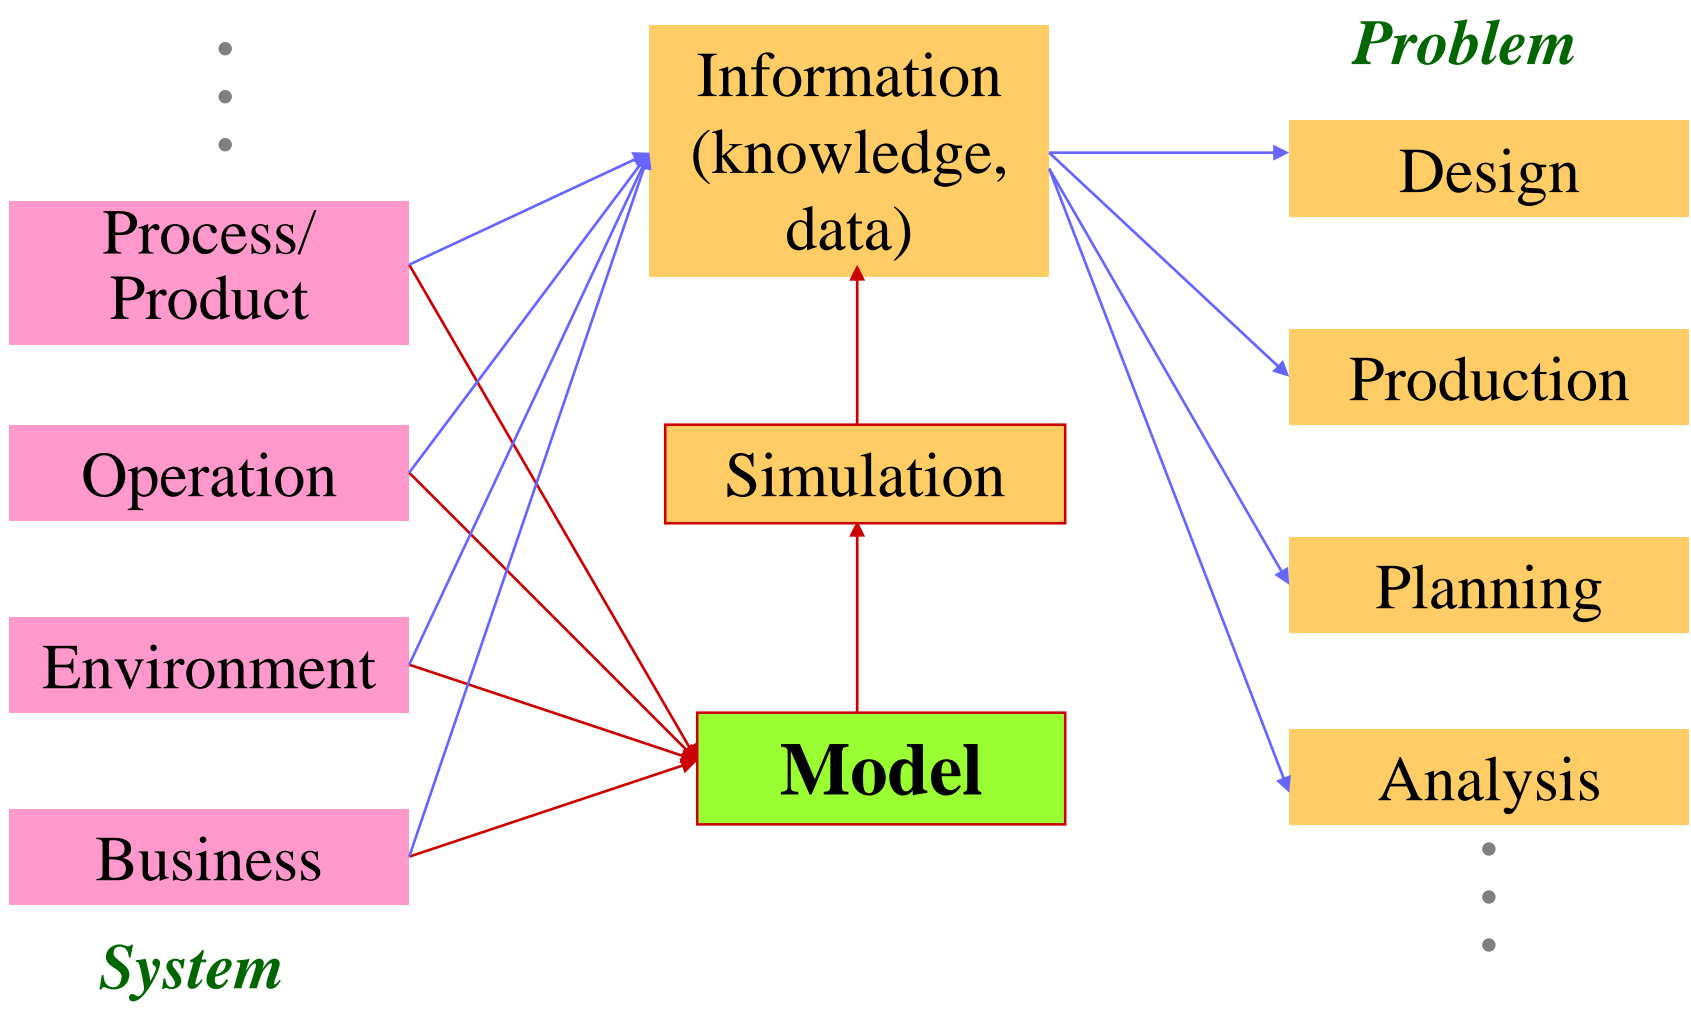 Process/
Product
Operation
Environment
Business
System
Information
(knowledge,
data)
Simulation
Model
Problem
Design
Production
Planning
Analysis